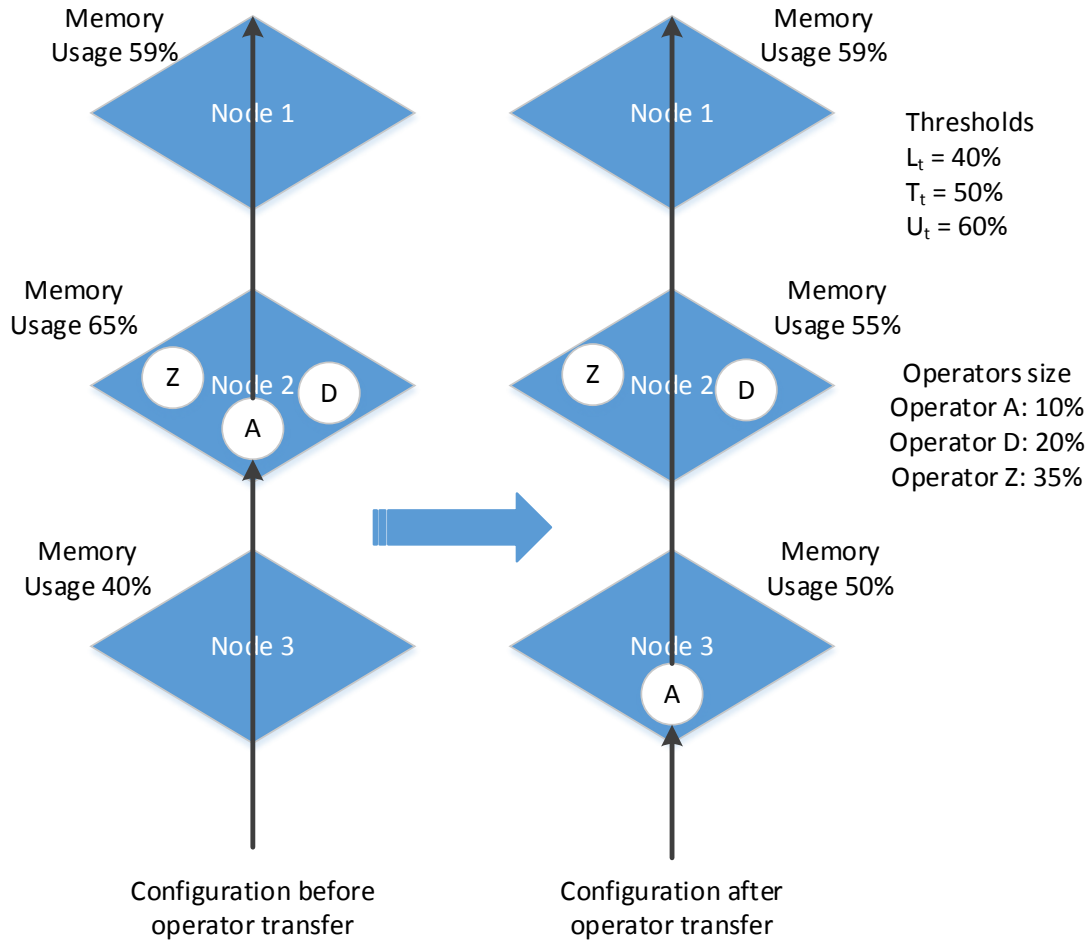 Memory
Usage 59%
Node 1
Memory
Usage 65%
Z
Node 2
D
A
Memory
Usage 40%
Node 3
Configuration before
operator transfer
Memory
Usage 59%
Node 1
Memory
Usage 55%
Z
Node 2
D
Memory
Usage 50%
Node 3
A
Configuration after
operator transfer
Thresholds
Lt = 40%
Tt = 50%
Ut = 60%
Operators size
Operator A: 10%
Operator D: 20%
Operator Z: 35%